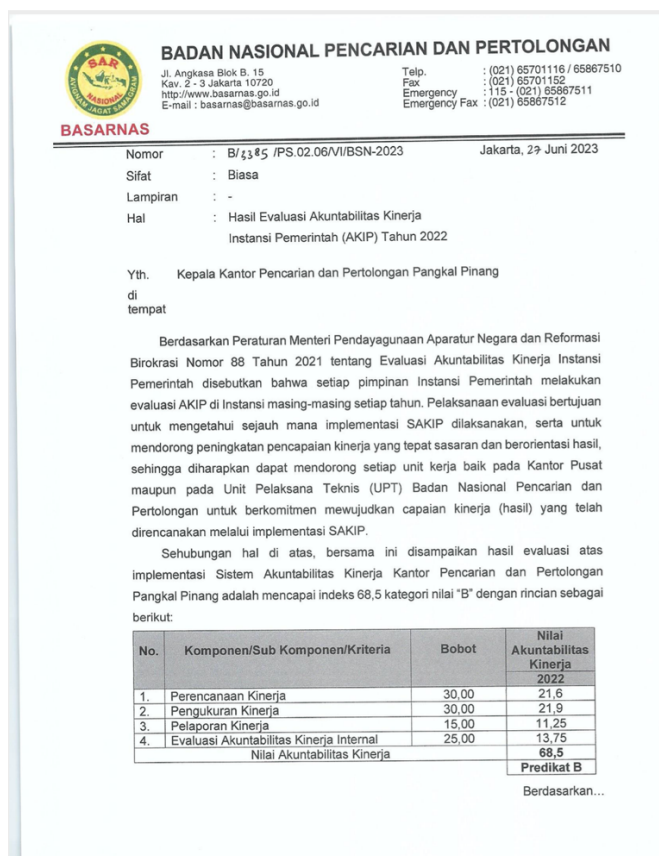 BADAN NASIONAL PENCARIAN DAN PERTOLONGAN
SAR
NASIONAL
AVIGNAM JAGAT SAMAGRAM
BASARNAS
Jl. Angkasa Blok B. 15
Kav. 2 - 3 Jakarta 10720
http://www.basarnas.go.id
E-mail : basarnas@basarnas.go.id
Telp. : (021) 65701116 / 65867510
Fax : (021) 65701152
Emergency : 115 - (021) 65867511
Emergency Fax : (021) 65867512
Nomor : B/3385 /PS.02.06/VI/BSN-2023 Jakarta, 27 Juni 2023
Sifat : Biasa
Lampiran : -
Hal : Hasil Evaluasi Akuntabilitas Kinerja
Instansi Pemerintah (AKIP) Tahun 2022
Yth. Kepala Kantor Pencarian dan Pertolongan Pangkal Pinang
di
tempat
Berdasarkan Peraturan Menteri Pendayagunaan Aparatur Negara dan Reformasi
Birokrasi Nomor 88 Tahun 2021 tentang Evaluasi Akuntabilitas Kinerja Instansi
Pemerintah disebutkan bahwa setiap pimpinan Instansi Pemerintah melakukan
evaluasi AKIP di Instansi masing-masing setiap tahun. Pelaksanaan evaluasi bertujuan
untuk mengetahui sejauh mana implementasi SAKIP dilaksanakan, serta untuk
mendorong peningkatan pencapaian kinerja yang tepat sasaran dan berorientasi hasil,
sehingga diharapkan dapat mendorong setiap unit kerja baik pada Kantor Pusat
maupun pada Unit Pelaksana Teknis (UPT) Badan Nasional Pencarian dan
Pertolongan untuk berkomitmen mewujudkan capaian kinerja (hasil) yang telah
direncanakan melalui implementasi SAKIP.
Sehubungan hal di atas, bersama ini disampaikan hasil evaluasi atas
implementasi Sistem Akuntabilitas Kinerja Kantor Pencarian dan Pertolongan
Pangkal Pinang adalah mencapai indeks 68,5 kategori nilai “B” dengan rincian sebagai
berikut:
No. Komponen/Sub Komponen/Kriteria Bobot Nilai
Akuntabilitas
Kinerja
2022
1. Perencanaan Kinerja 30,00 21,6
2. Pengukuran Kinerja 30,00 21,9
3. Pelaporan Kinerja 15,00 11,25
4. Evaluasi Akuntabilitas Kinerja Internal 25,00 13,75
Nilai Akuntabilitas Kinerja 68,5
Predikat B
Berdasarkan...